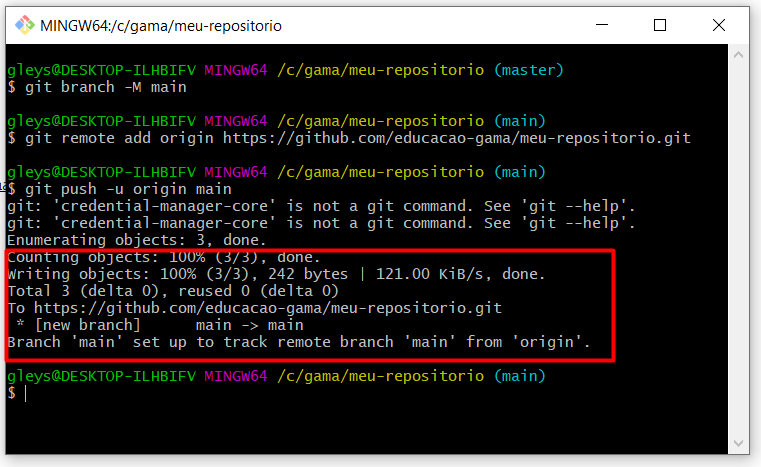 MINGW64:/c/gama/meu-repositorio
gleys@DESKTOP-ILHBIFV MINGW64 /c/gama/meu-repositorio (master)
$ git branch -M main
gleys@DESKTOP-ILHBIFV MINGW64 /c/gama/meu-repositorio (main)
$ git remote add origin https://github.com/educacao-gama/meu-repositorio.git
gleys@DESKTOP-ILHBIFV MINGW64 /c/gama/meu-repositorio (main)
$ git push -u origin main
git: 'credential-manager-core' is not a git command. See 'git --help'.
git: 'credential-manager-core' is not a git command. See 'git --help'.
Enumerating objects: 3, done.
Counting objects: 100% (3/3), done.
Writing objects: 100% (3/3), 242 bytes | 121.00 KiB/s, done.
Total 3 (delta 0), reused 0 (delta 0)
To https://github.com/educacao-gama/meu-repositorio.git
 * [new branch]      main -> main
Branch 'main' set up to track remote branch 'main' from 'origin'.
gleys@DESKTOP-ILHBIFV MINGW64 /c/gama/meu-repositorio (main)
$